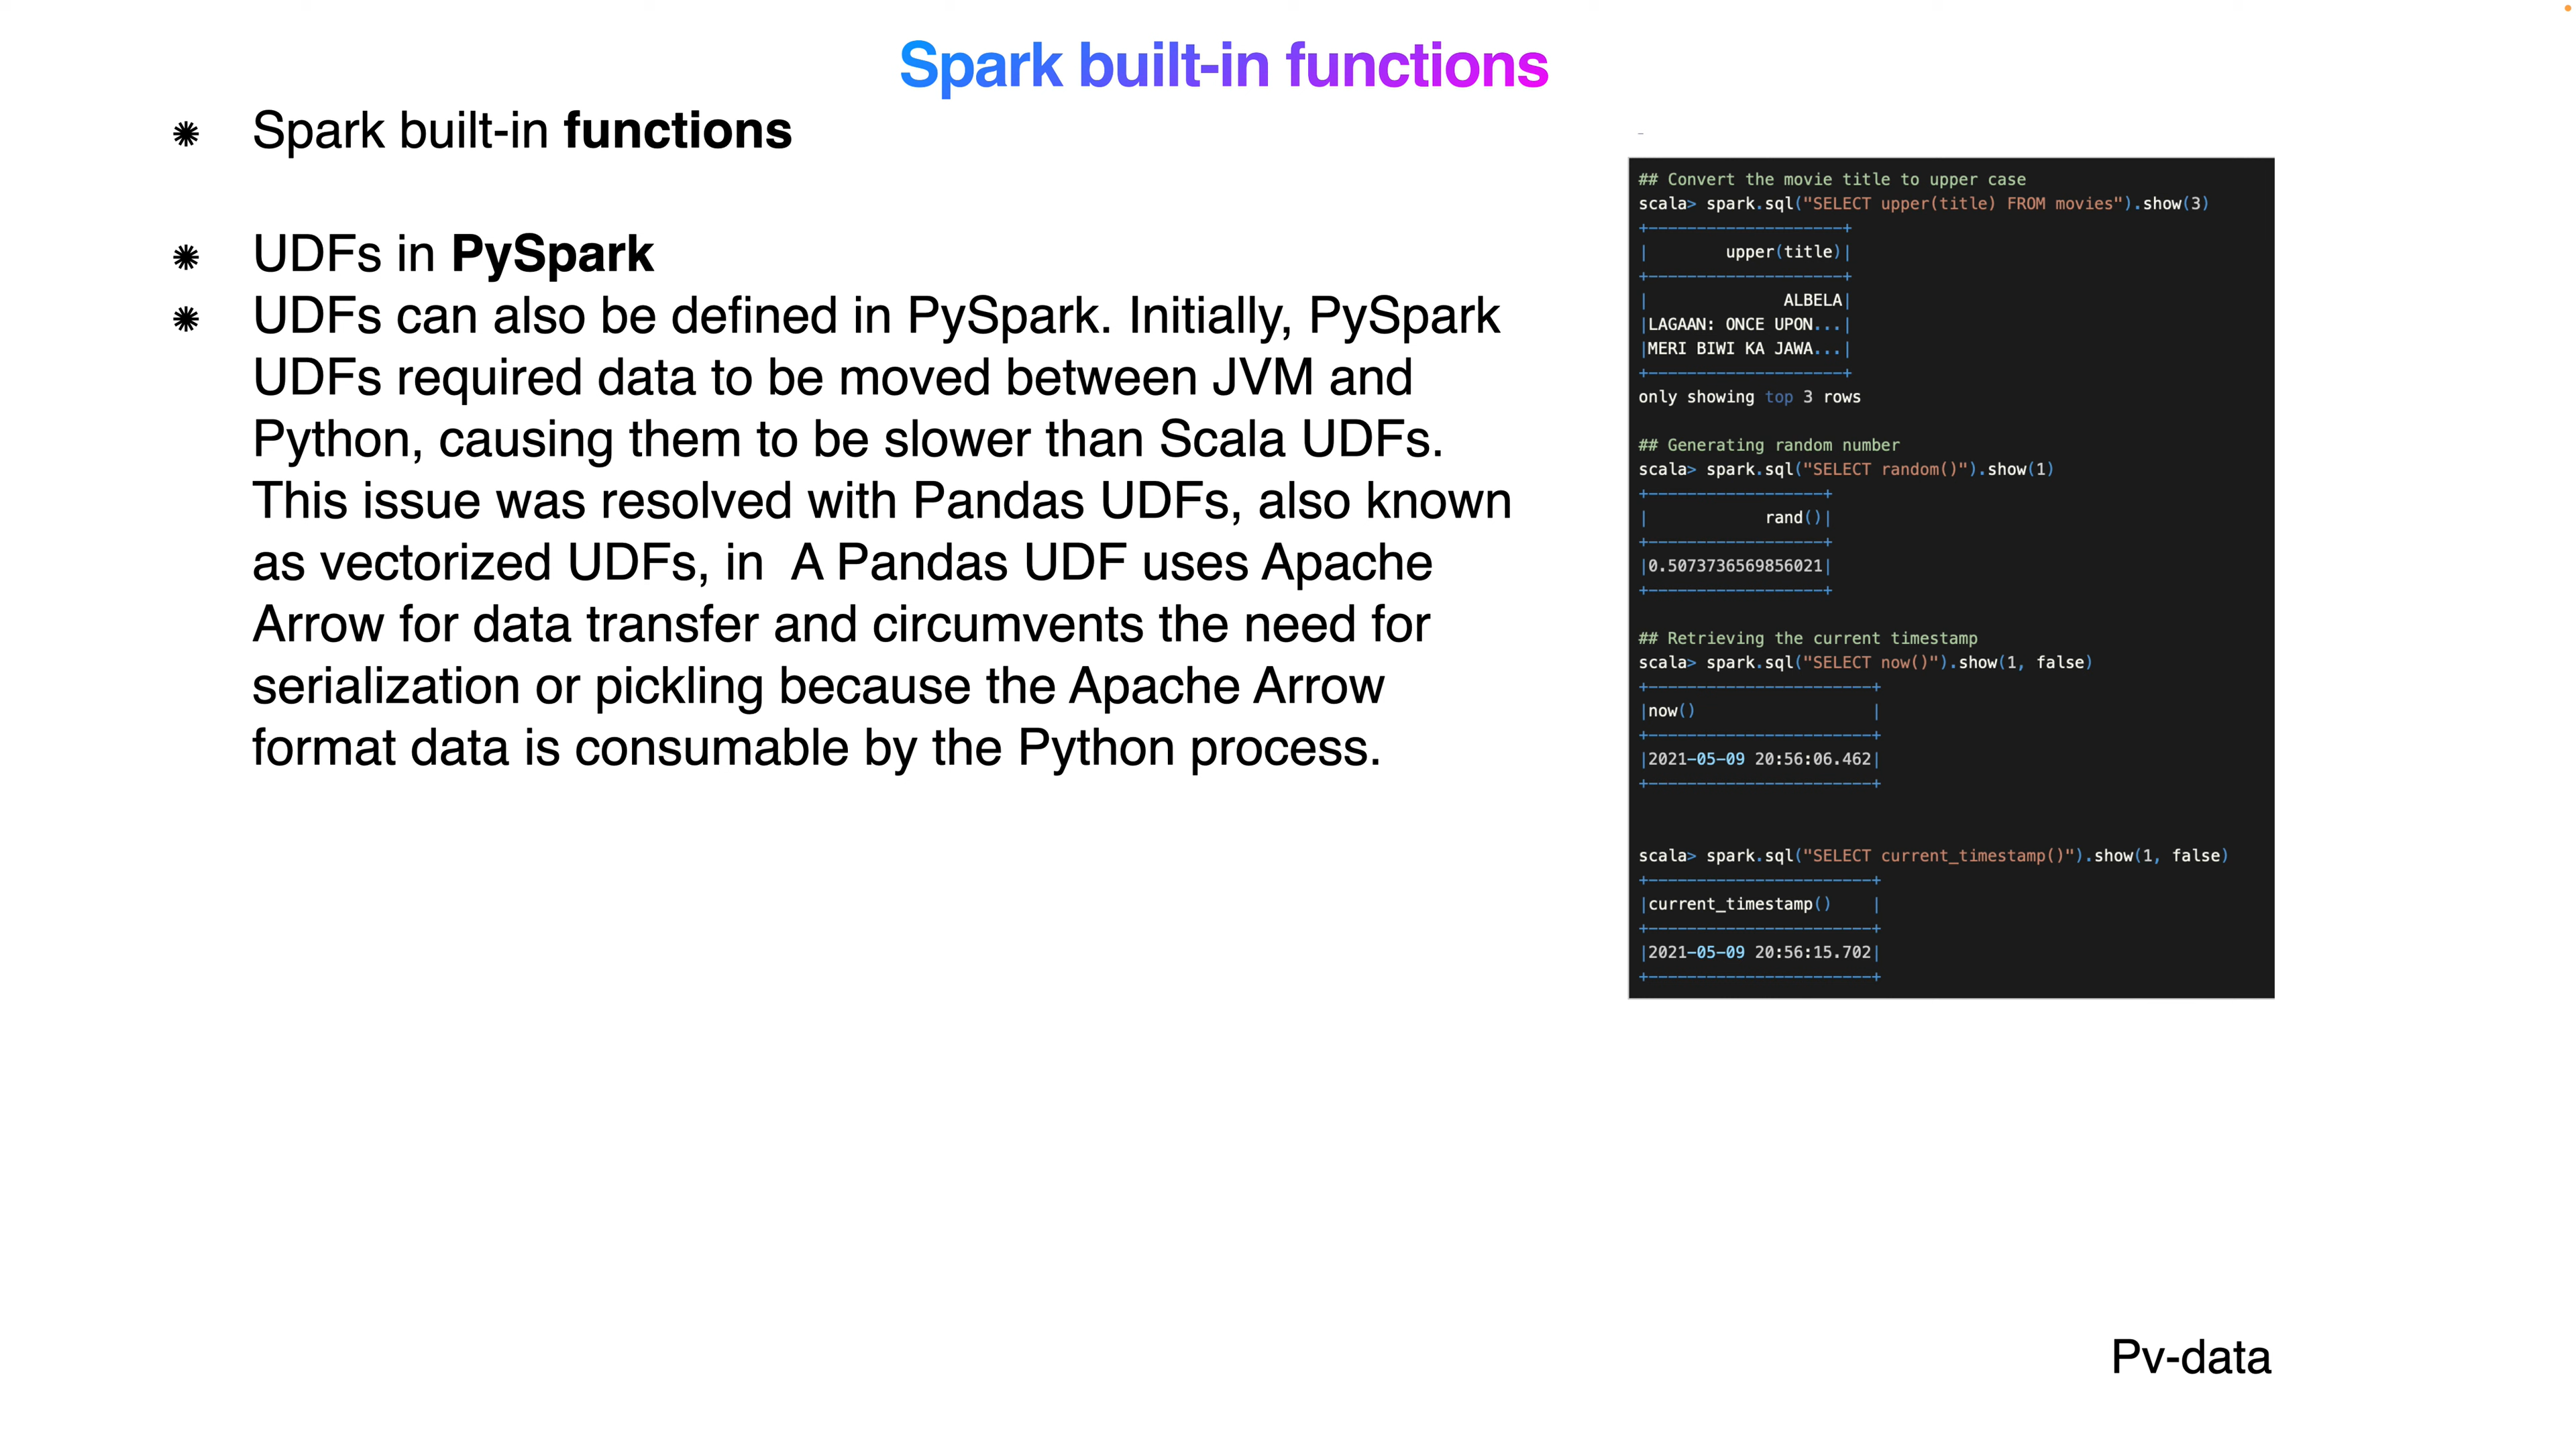 Spark built-in functions
✺ Spark built-in functions
✺ UDFs in PySpark
✺ UDFs can also be defined in PySpark. Initially, PySpark
UDFs required data to be moved between JVM and
Python, causing them to be slower than Scala UDFs.
This issue was resolved with Pandas UDFs, also known
as vectorized UDFs, in  A Pandas UDF uses Apache
Arrow for data transfer and circumvents the need for
serialization or pickling because the Apache Arrow
format data is consumable by the Python process.
## Convert the movie title to upper case
scala> spark.sql("SELECT upper(title) FROM movies").show(3)
+--------------------+
|        upper(title)|
+--------------------+
|              ALBELA|
|LAGAAN: ONCE UPON...|
|MERI BIWI KA JAWA...|
+--------------------+
only showing top 3 rows
## Generating random number
scala> spark.sql("SELECT random()").show(1)
+------------------+
|            rand()|
+------------------+
|0.5073736569856021|
+------------------+
## Retrieving the current timestamp
scala> spark.sql("SELECT now()").show(1, false)
+-----------------------+
|now()                  |
+-----------------------+
|2021-05-09 20:56:06.462|
+-----------------------+
scala> spark.sql("SELECT current_timestamp()").show(1, false)
+-----------------------+
|current_timestamp()    |
+-----------------------+
|2021-05-09 20:56:15.702|
+-----------------------+
Pv-data